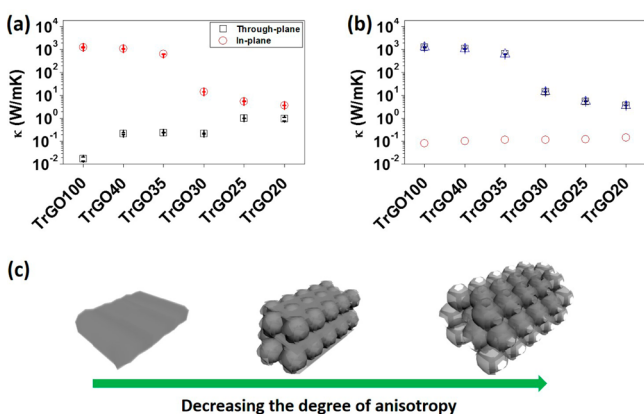 (a)
κ (W/mK)
10⁴
10³
10²
10¹
10⁰
10⁻¹
10⁻²
Through-plane
In-plane
TrGO100
TrGO40
TrGO35
TrGO30
TrGO25
TrGO20
(b)
κ (W/mK)
10⁴
10³
10²
10¹
10⁰
10⁻¹
10⁻²
TrGO100
TrGO40
TrGO35
TrGO30
TrGO25
TrGO20
(c)
Decreasing the degree of anisotropy